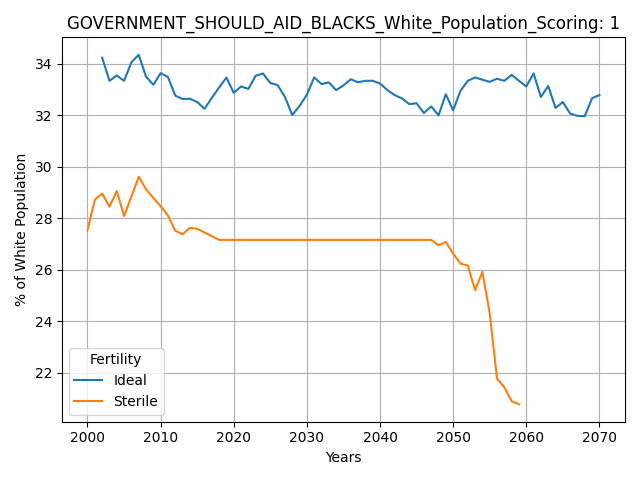 GOVERNMENT_SHOULD_AID_BLACKS_White_Population_Scoring: 1
34
32
30
28
26
24
22
% of White Population
Fertility
Ideal
Sterile
2000 2010 2020 2030 2040 2050 2060 2070
Years